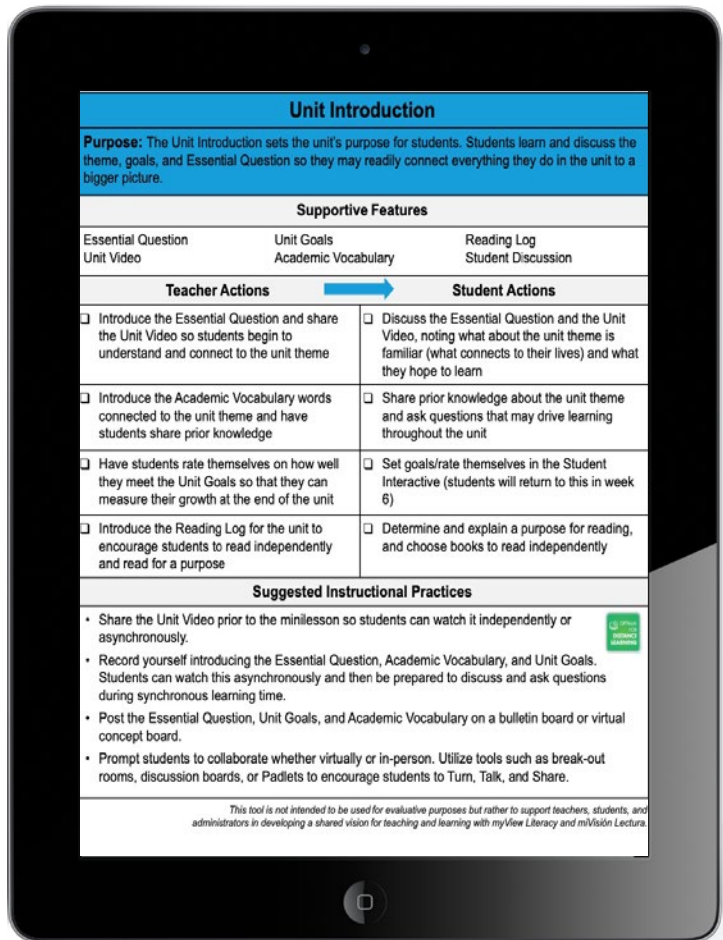 Unit Introduction
Purpose: The Unit Introduction sets the unit's purpose for students. Students learn and discuss the
theme, goals, and Essential Question so they may readily connect everything they do in the unit to a
bigger picture.
Supportive Features
Essential Question Unit Goals Reading Log
Unit Video Academic Vocabulary Student Discussion
Teacher Actions Student Actions
❑ Introduce the Essential Question and share
the Unit Video so students begin to
understand and connect to the unit theme
❑ Discuss the Essential Question and the Unit
Video, noting what about the unit theme is
familiar (what connects to their lives) and what
they hope to learn
❑ Introduce the Academic Vocabulary words
connected to the unit theme and have
students share prior knowledge
❑ Share prior knowledge about the unit theme
and ask questions that may drive learning
throughout the unit
❑ Have students rate themselves on how well
they meet the Unit Goals so that they can
measure their growth at the end of the unit
❑ Set goals/rate themselves in the Student
Interactive (students will return to this in week
6)
❑ Introduce the Reading Log for the unit to
encourage students to read independently
and read for a purpose
❑ Determine and explain a purpose for reading,
and choose books to read independently
Suggested Instructional Practices
• Share the Unit Video prior to the minilesson so students can watch it independently or
asynchronously.
• Record yourself introducing the Essential Question, Academic Vocabulary, and Unit Goals.
Students can watch this asynchronously and then be prepared to discuss and ask questions
during synchronous learning time.
• Post the Essential Question, Unit Goals, and Academic Vocabulary on a bulletin board or virtual
concept board.
• Prompt students to collaborate whether virtually or in-person. Utilize tools such as break-out
rooms, discussion boards, or Padlets to encourage students to Turn, Talk, and Share.
DISTANCE
LEARNING
This tool is not intended to be used for evaluative purposes but rather to support teachers, students, and
administrators in developing a shared vision for teaching and learning with myView Literacy and miVisión Lectura.